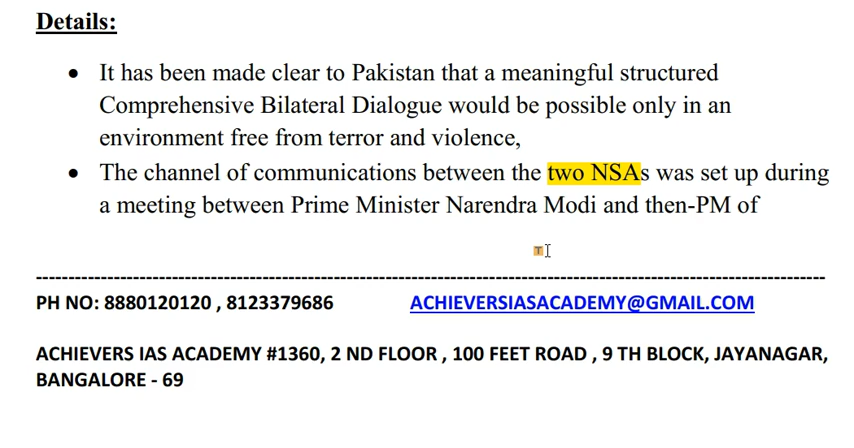 Details:
• It has been made clear to Pakistan that a meaningful structured
Comprehensive Bilateral Dialogue would be possible only in an
environment free from terror and violence,
• The channel of communications between the two NSAs was set up during
a meeting between Prime Minister Narendra Modi and then-PM of
T
--------------------------------------------------------------------------------------------------------------------------
PH NO: 8880120120 , 8123379686 ACHIEVERSIASACADEMY@GMAIL.COM
ACHIEVERS IAS ACADEMY #1360, 2 ND FLOOR , 100 FEET ROAD , 9 TH BLOCK, JAYANAGAR,
BANGALORE - 69